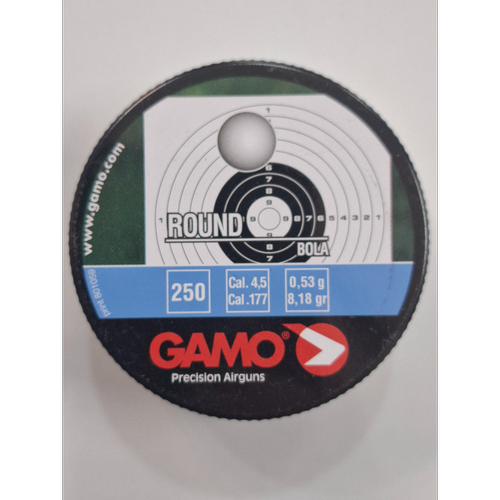 www.gamo.com
ROUND
BOLA
250
Cal. 4,5
Cal .177
0,53 g
8,18 gr
GAMO®
Precision Airguns